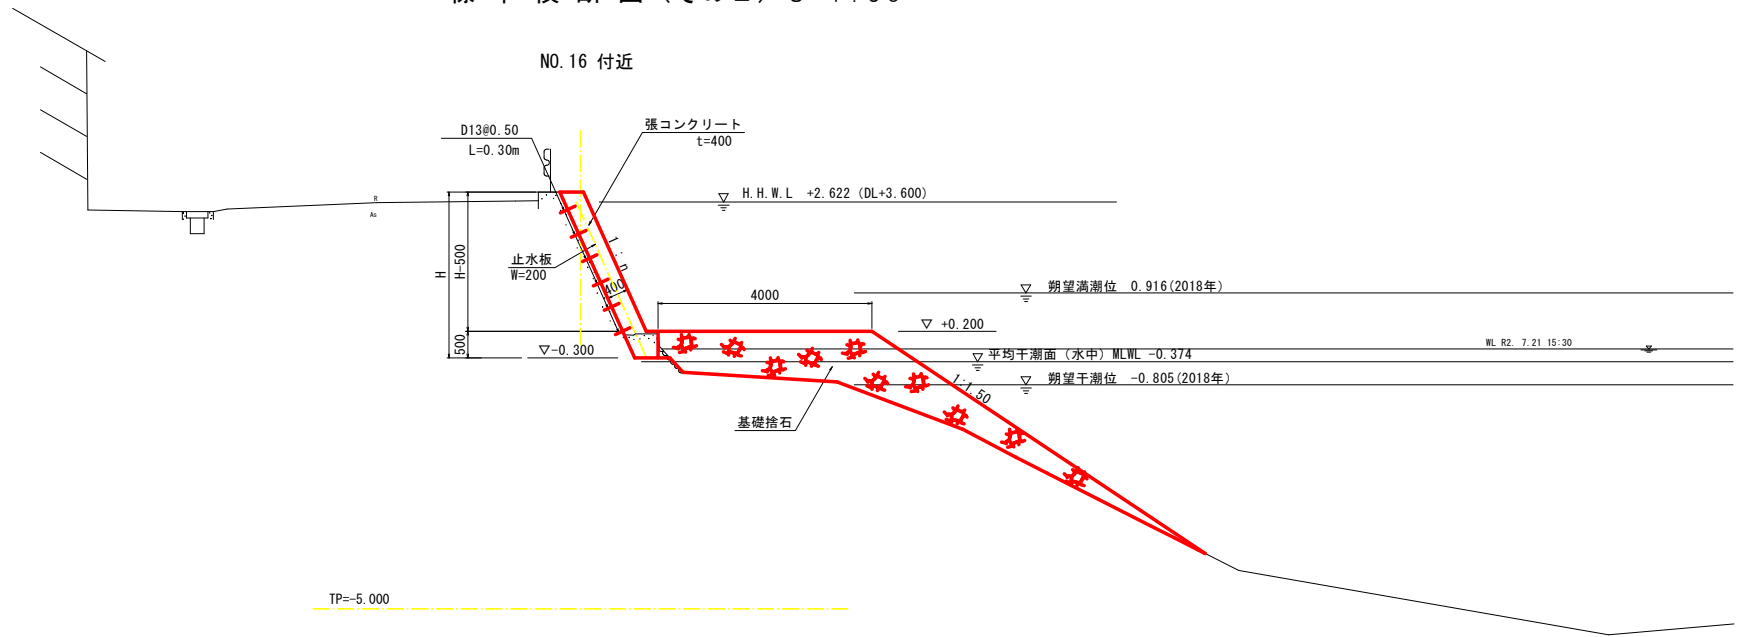 NO.16 付近
D13@0.50
L=0.30m
張コンクリート
t=400
H.H.W.L +2.622 (DL+3.600)
R
As
H
H-500
500
止水板
W=200
1:n
400
4000
朔望満潮位 0.916(2018年)
▽ +0.200
▽-0.300
WL R2. 7.21 15:30
平均干潮面(水中) MLWL -0.374
朔望干潮位 -0.805(2018年)
1:1.50
基礎捨石
TP=-5.000